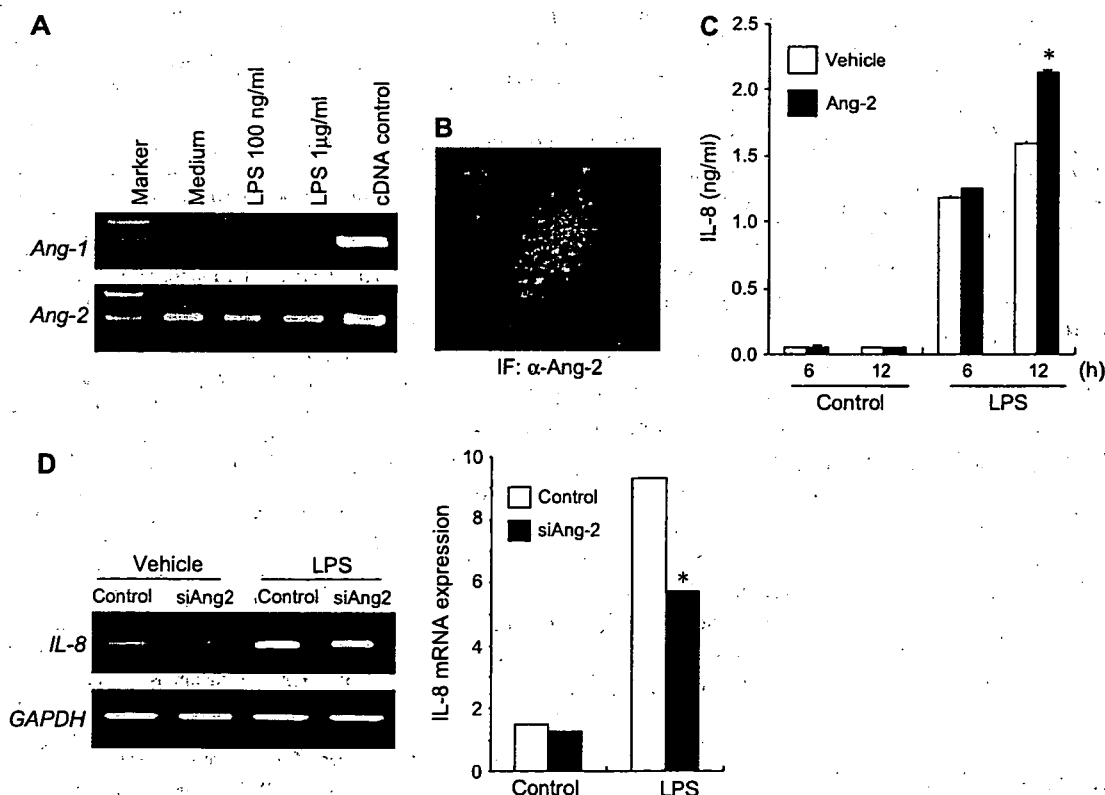 A
Marker
Medium
LPS 100 ng/ml
LPS 1µg/ml
cDNA control
Ang-1
Ang-2
B
IF: α-Ang-2
C
IL-8 (ng/ml)
2.5
2.0
1.5
1.0
0.5
0.0
Vehicle
Ang-2
*
6 12 6 12 (h)
Control LPS
D
Vehicle LPS
Control siAng2 Control siAng2
IL-8
GAPDH
IL-8 mRNA expression
10
8
6
4
2
0
Control
siAng-2
*
Control LPS